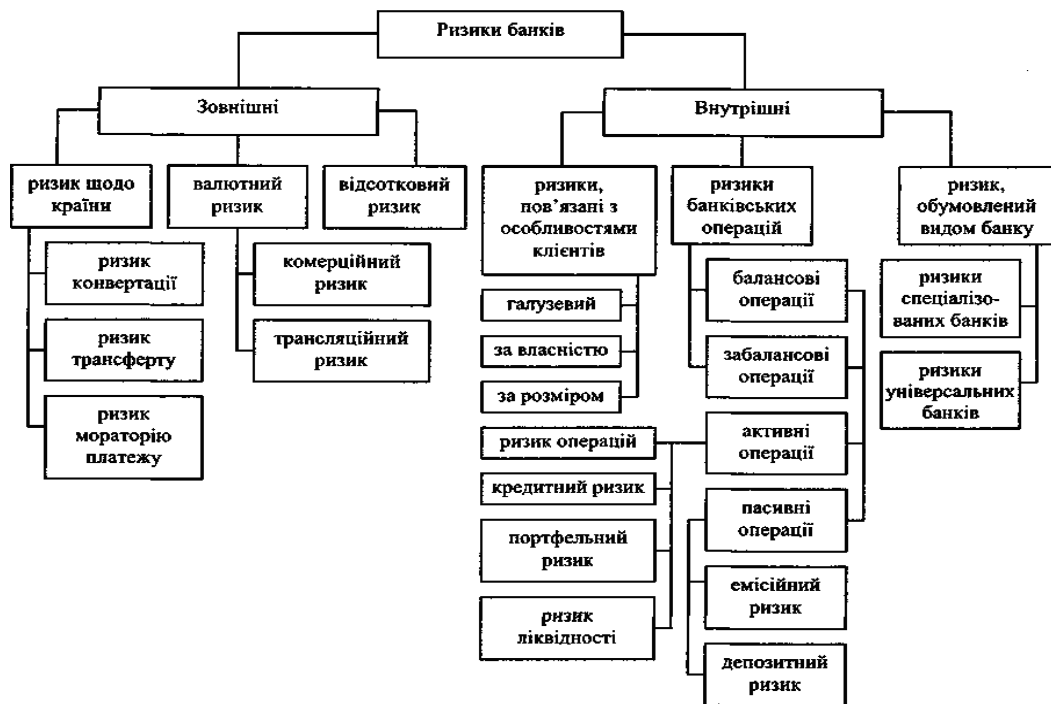 Ризики банків
Зовнішні
Внутрішні
ризик щодо
країни
валютний
ризик
відсотковий
ризик
ризики,
пов’язані з
особливостями
клієнтів
ризики
банківських
операцій
ризик,
обумовлений
видом банку
ризик
конвертації
ризик
трансферту
ризик
мораторію
платежу
комерційний
ризик
трансляційний
ризик
галузевий
за власністю
за розміром
ризик операцій
кредитний ризик
портфельний
ризик
ризик
ліквідності
балансові
операції
забалансові
операції
активні
операції
пасивні
операції
емісійний
ризик
депозитний
ризик
ризики
спеціалізо-
ваних банків
ризики
універсальних
банків